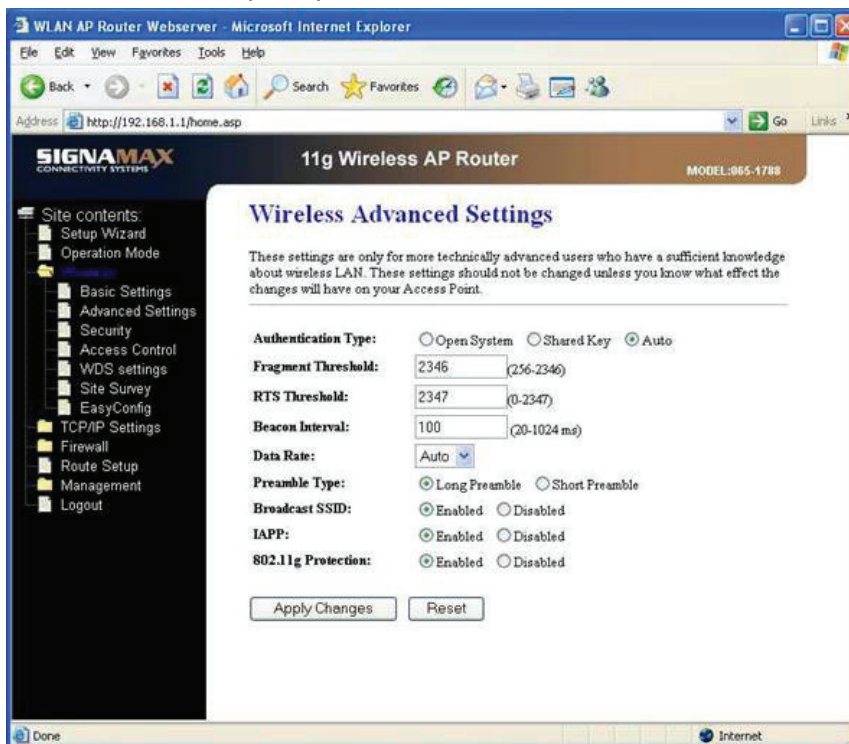 WLAN AP Router Webserver - Microsoft Internet Explorer
File Edit View Favorites Tools Help
Back Search Favorites
Address http://192.168.1.1/home.asp Go Links
SIGNAMAX
CONNECTIVITY SYSTEMS
11g Wireless AP Router
MODEL:065-1788
Site contents:
Setup Wizard
Operation Mode
Basic Settings
Advanced Settings
Security
Access Control
WDS settings
Site Survey
EasyConfig
TCP/IP Settings
Firewall
Route Setup
Management
Logout
Wireless Advanced Settings
These settings are only for more technically advanced users who have a sufficient knowledge
about wireless LAN. These settings should not be changed unless you know what effect the
changes will have on your Access Point.
Authentication Type: Open System Shared Key Auto
Fragment Threshold: 2346 (256-2346)
RTS Threshold: 2347 (0-2347)
Beacon Interval: 100 (20-1024 ms)
Data Rate: Auto
Preamble Type: Long Preamble Short Preamble
Broadcast SSID: Enabled Disabled
IAPP: Enabled Disabled
802.11g Protection: Enabled Disabled
Apply Changes Reset
Done Internet